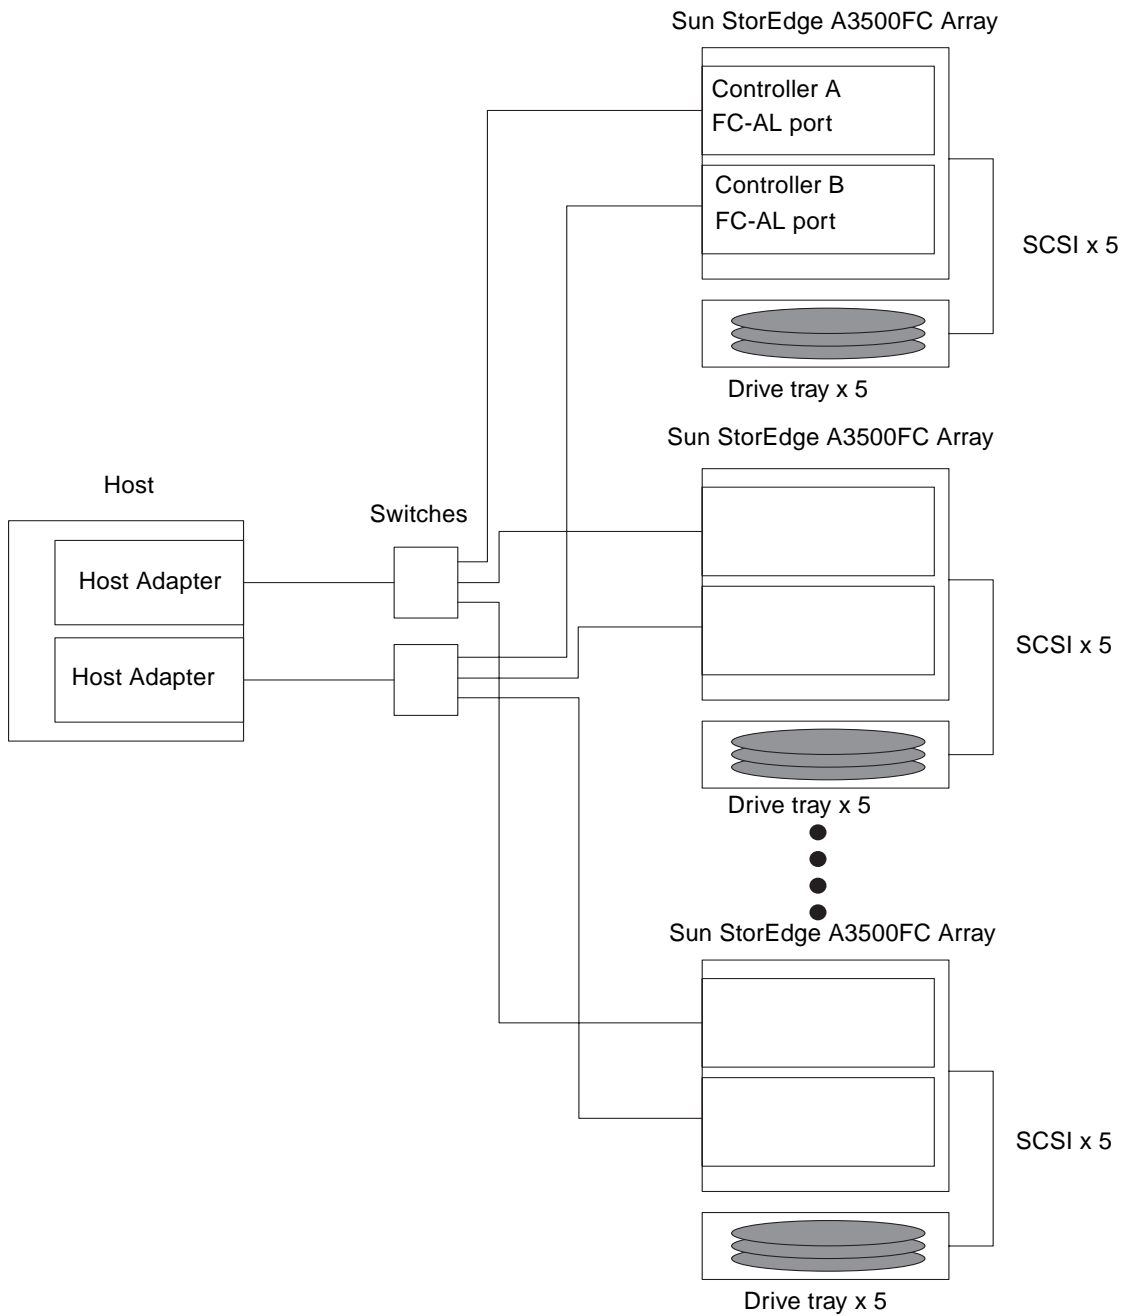 Sun StorEdge A3500FC Array
Controller A
FC-AL port
Controller B
FC-AL port
SCSI x 5
Drive tray x 5
Sun StorEdge A3500FC Array
Host
Switches
Host Adapter
Host Adapter
SCSI x 5
Drive tray x 5
Sun StorEdge A3500FC Array
SCSI x 5
Drive tray x 5